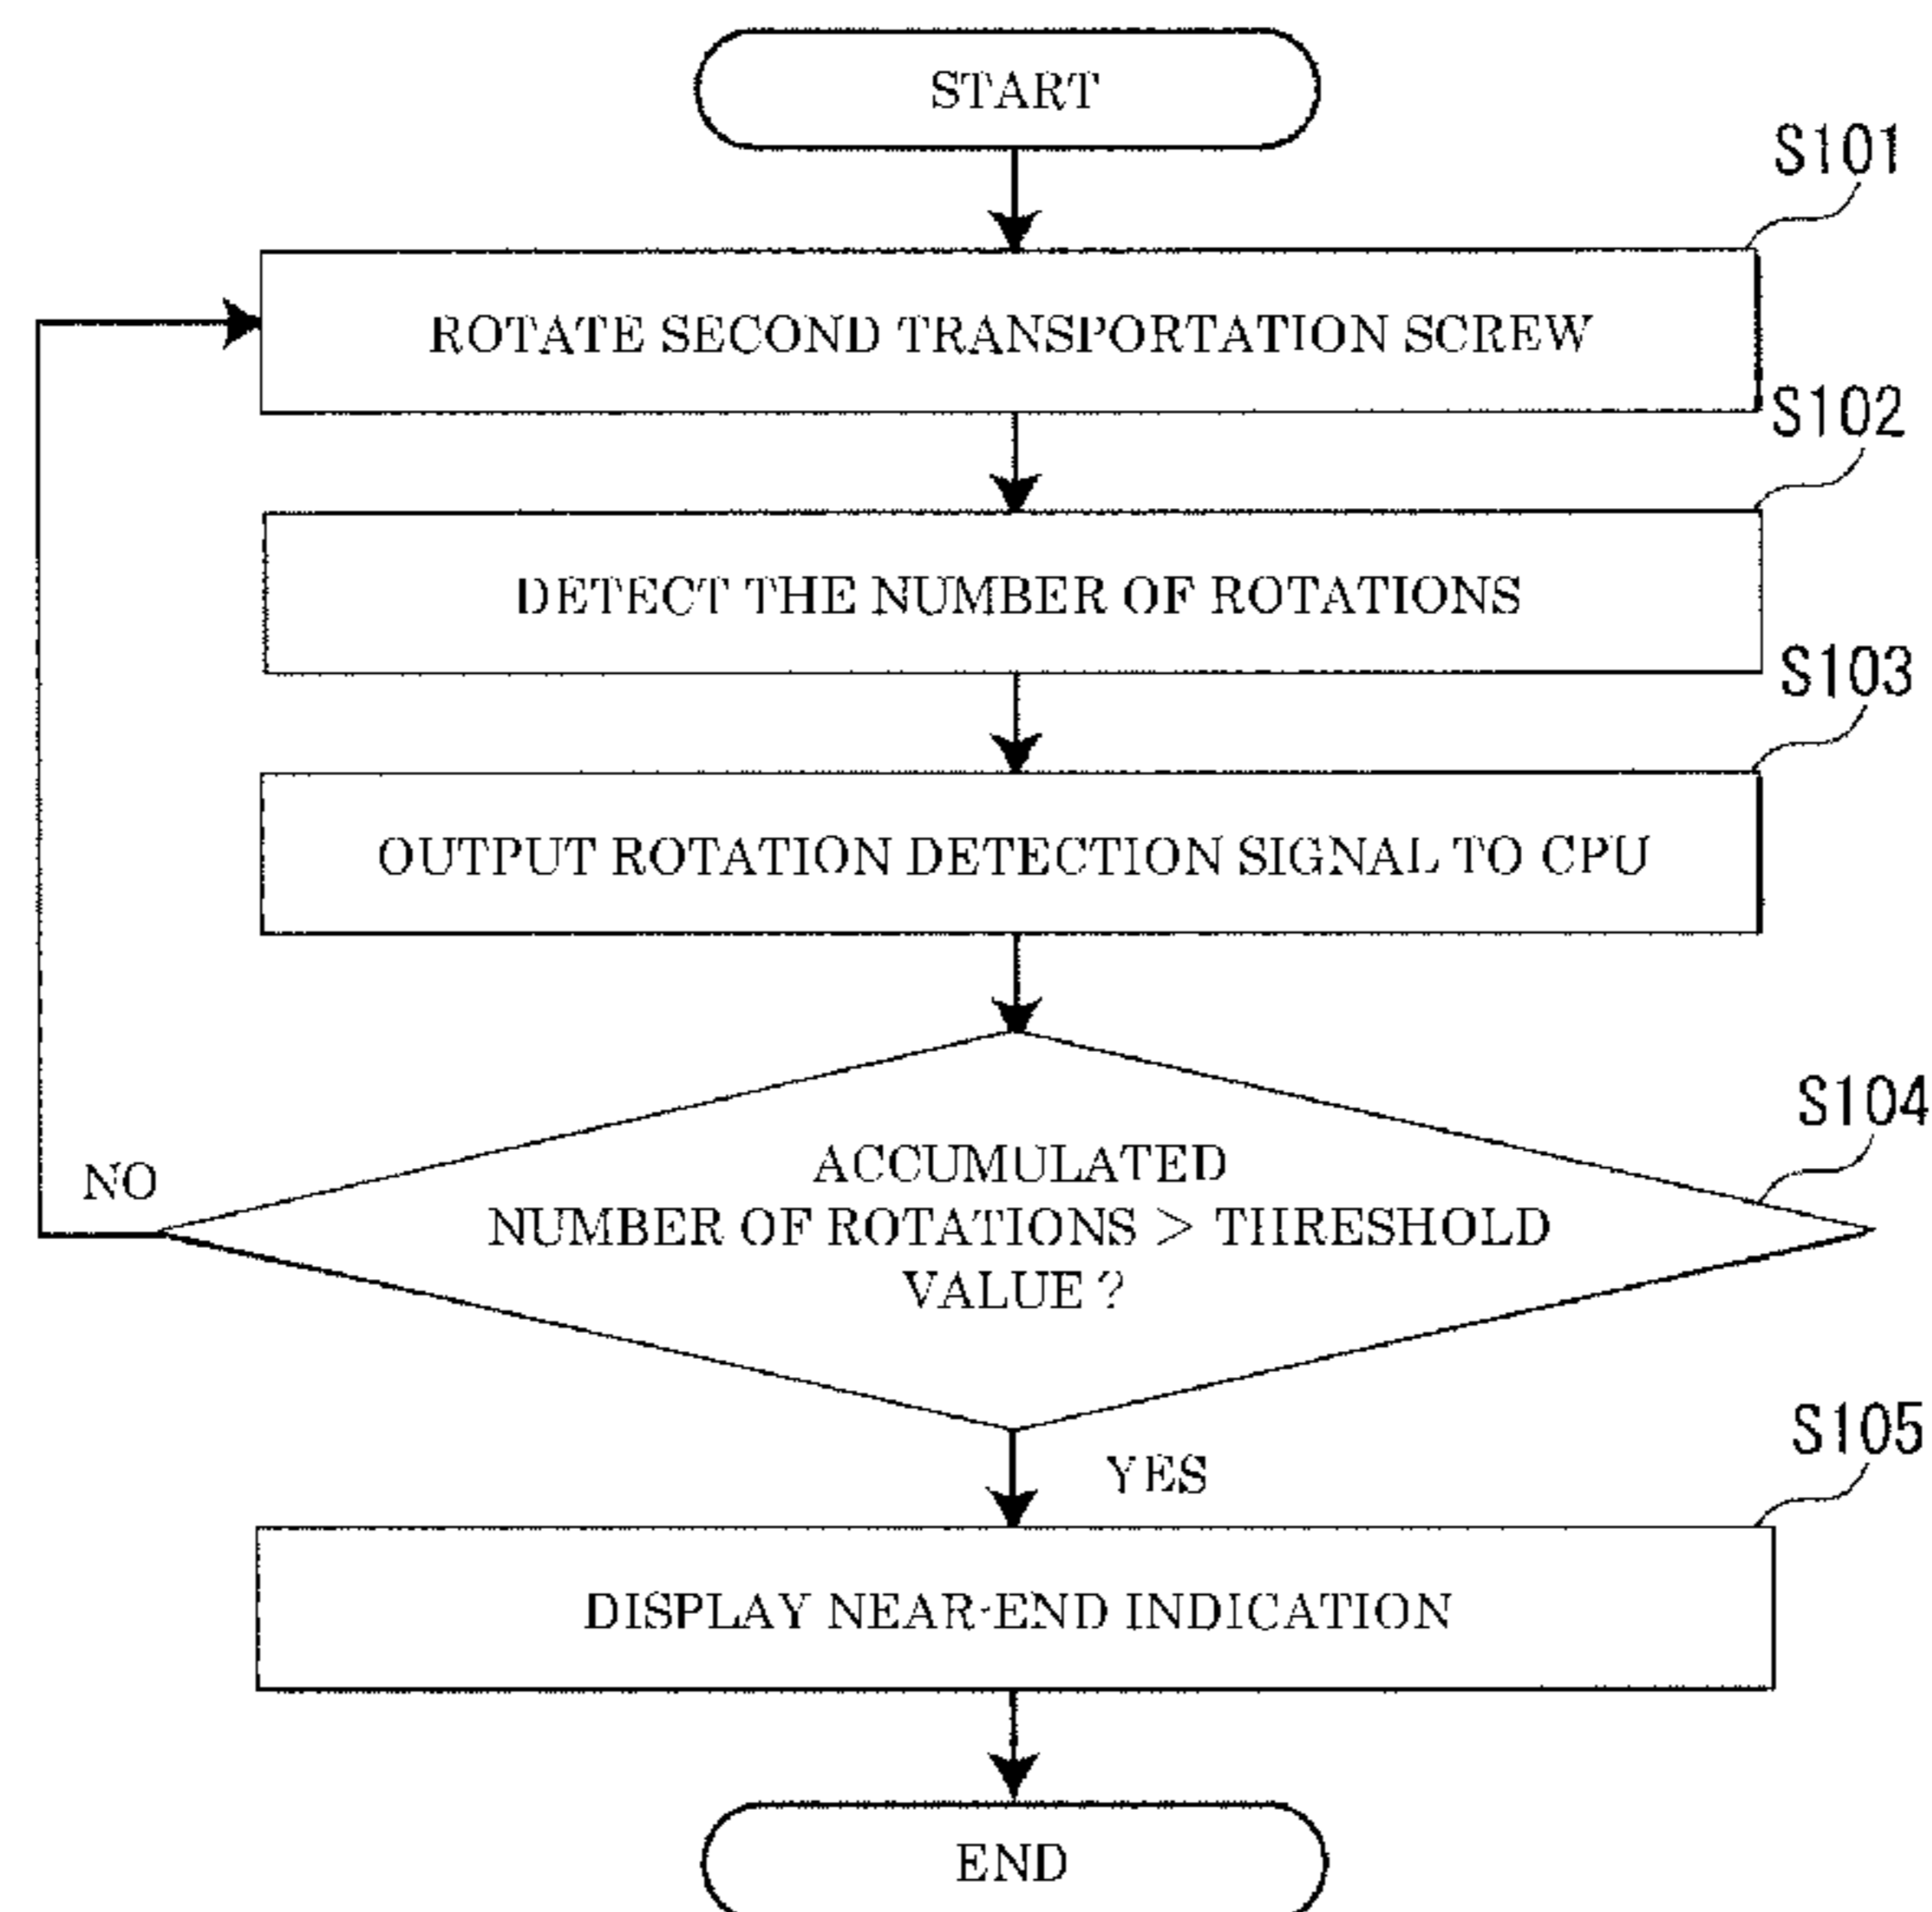 START
S101
ROTATE SECOND TRANSPORTATION SCREW
S102
DETECT THE NUMBER OF ROTATIONS
S103
OUTPUT ROTATION DETECTION SIGNAL TO CPU
S104
ACCUMULATED
NUMBER OF ROTATIONS > THRESHOLD
VALUE ?
NO
YES
S105
DISPLAY NEAR-END INDICATION
END